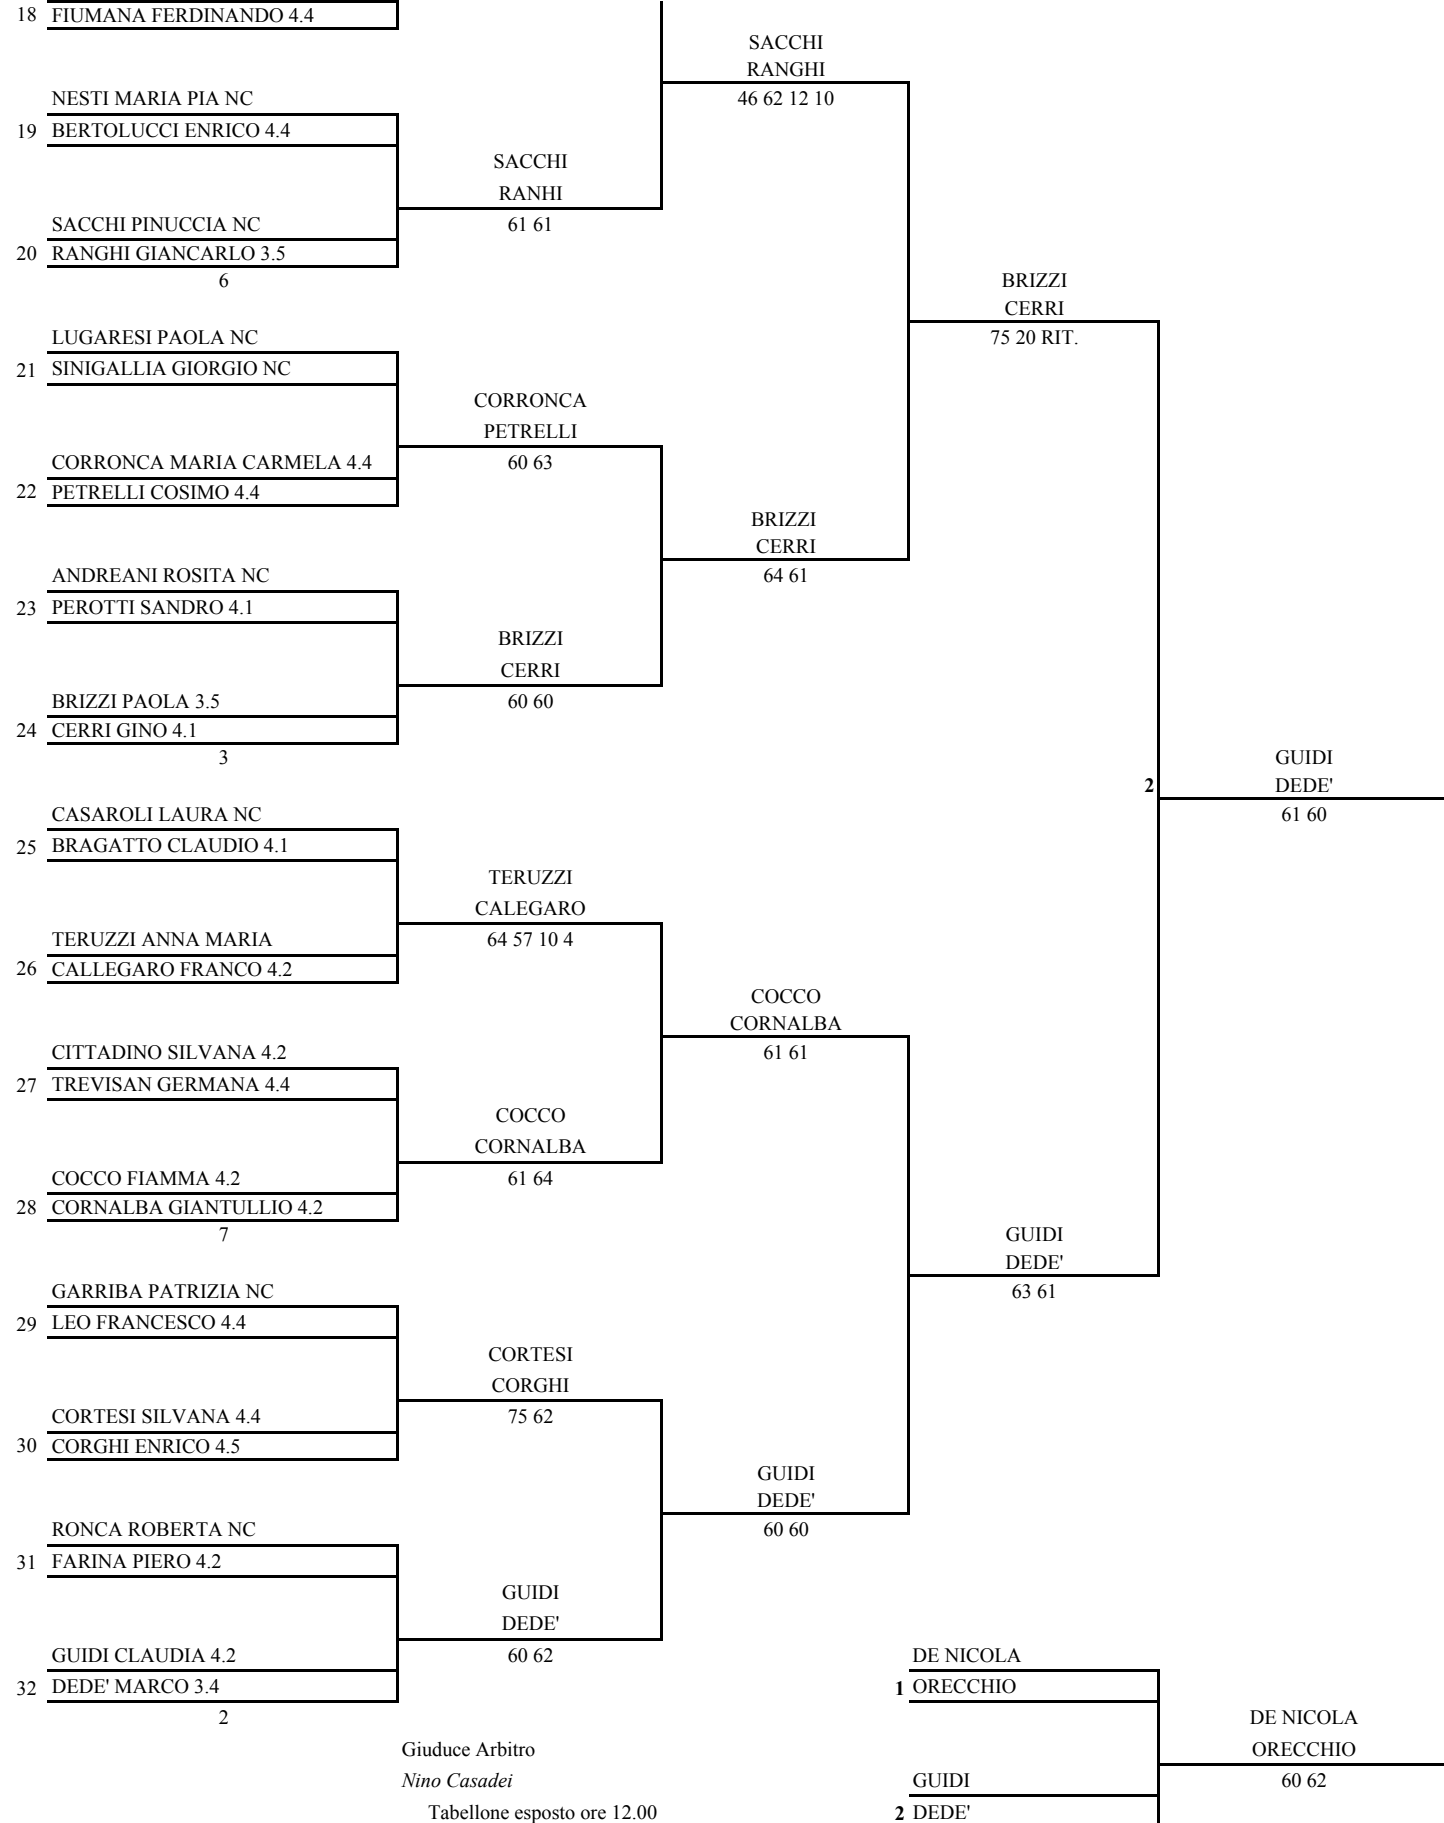 18 FIUMANA FERDINANDO 4.4
SACCHI
RANGHI
46 62 12 10
NESTI MARIA PIA NC
19 BERTOLUCCI ENRICO 4.4
SACCHI
RANHI
61 61
SACCHI PINUCCIA NC
20 RANGHI GIANCARLO 3.5
6
BRIZZI
CERRI
75 20 RIT.
LUGARESI PAOLA NC
21 SINIGALLIA GIORGIO NC
CORRONCA
PETRELLI
60 63
CORRONCA MARIA CARMELA 4.4
22 PETRELLI COSIMO 4.4
BRIZZI
CERRI
64 61
ANDREANI ROSITA NC
23 PEROTTI SANDRO 4.1
BRIZZI
CERRI
60 60
BRIZZI PAOLA 3.5
24 CERRI GINO 4.1
3
GUIDI
2 DEDE'
61 60
CASAROLI LAURA NC
25 BRAGATTO CLAUDIO 4.1
TERUZZI
CALEGARO
64 57 10 4
TERUZZI ANNA MARIA
26 CALLEGARO FRANCO 4.2
COCCO
CORNALBA
61 61
CITTADINO SILVANA 4.2
27 TREVISAN GERMANA 4.4
COCCO
CORNALBA
61 64
COCCO FIAMMA 4.2
28 CORNALBA GIANTULLIO 4.2
7
GUIDI
DEDE'
63 61
GARRIBA PATRIZIA NC
29 LEO FRANCESCO 4.4
CORTESI
CORGHI
75 62
CORTESI SILVANA 4.4
30 CORGHI ENRICO 4.5
GUIDI
DEDE'
60 60
RONCA ROBERTA NC
31 FARINA PIERO 4.2
GUIDI
DEDE'
60 62
GUIDI CLAUDIA 4.2
32 DEDE' MARCO 3.4
2
DE NICOLA
1 ORECCHIO
DE NICOLA
ORECCHIO
60 62
Giuduce Arbitro
Nino Casadei
Tabellone esposto ore 12.00
GUIDI
2 DEDE'